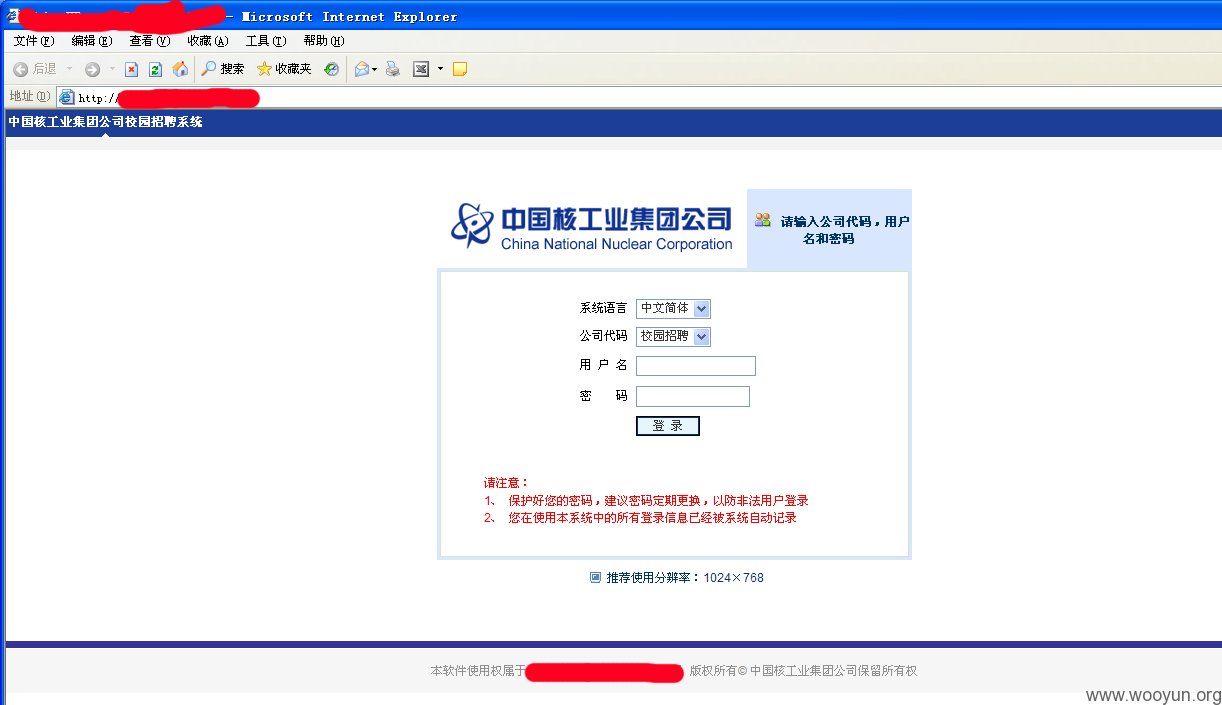 - Microsoft Internet Explorer
文件(F) 编辑(E) 查看(V) 收藏(A) 工具(T) 帮助(H)
后退 搜索 收藏夹
地址(D) http:/
中国核工业集团公司校园招聘系统
中国核工业集团公司
China National Nuclear Corporation
请输入公司代码，用户
名和密码
系统语言 中文简体
公司代码 校园招聘
用 户 名
密 码
登 录
请注意：
1、 保护好您的密码，建议密码定期更换，以防非法用户登录
2、 您在使用本系统中的所有登录信息已经被系统自动记录
推荐使用分辨率：1024×768
本软件使用权属于 版权所有© 中国核工业集团公司保留所有权
www.wooyun.org